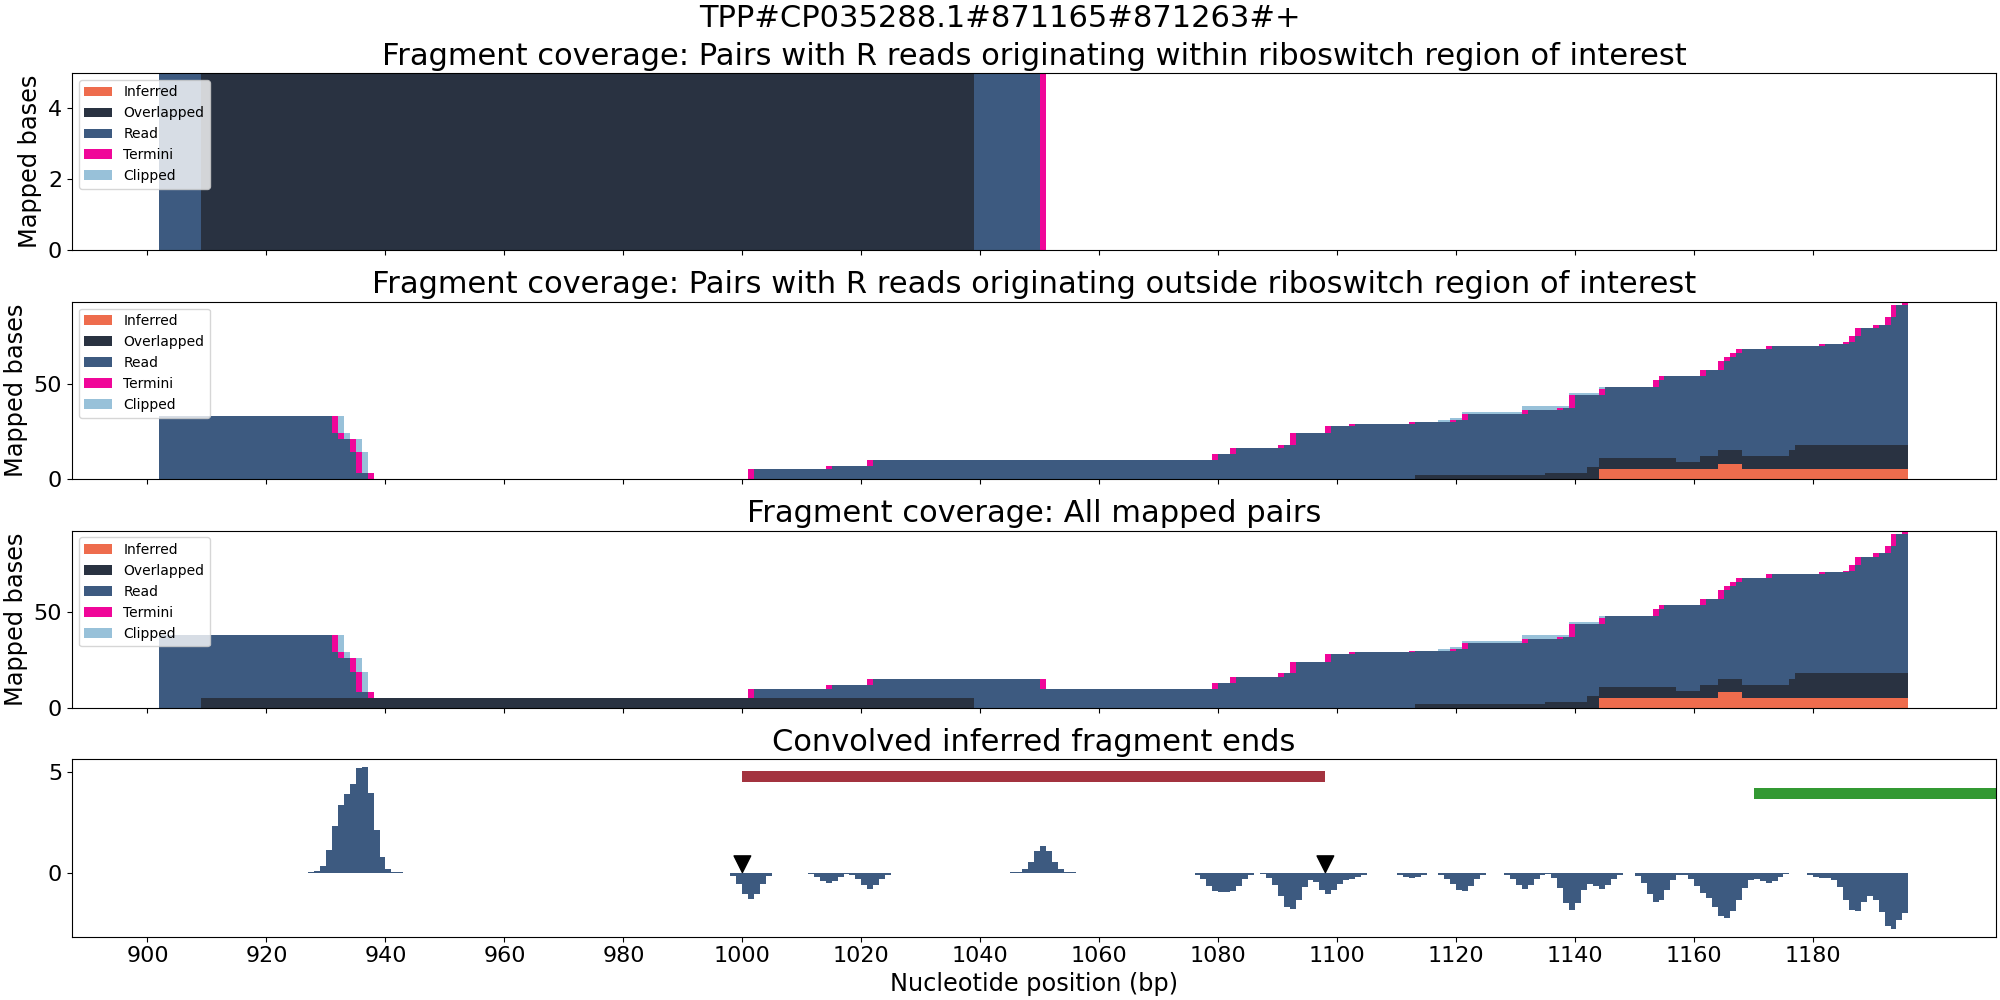 TPP#CP035288.1#871165#871263#+
Fragment coverage: Pairs with R reads originating within riboswitch region of interest
Mapped bases
4
2
0
Inferred
Overlapped
Read
Termini
Clipped
Fragment coverage: Pairs with R reads originating outside riboswitch region of interest
Mapped bases
50
0
Inferred
Overlapped
Read
Termini
Clipped
Fragment coverage: All mapped pairs
Mapped bases
50
0
Inferred
Overlapped
Read
Termini
Clipped
Convolved inferred fragment ends
5
0
900 920 940 960 980 1000 1020 1040 1060 1080 1100 1120 1140 1160 1180
Nucleotide position (bp)